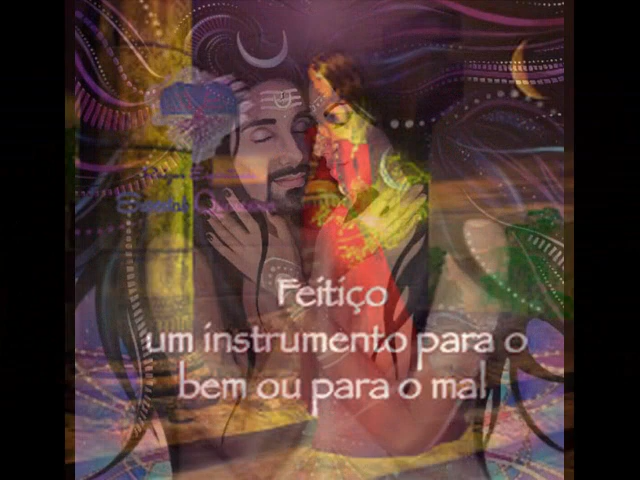 Feitiço
um instrumento para o
bem ou para o mal